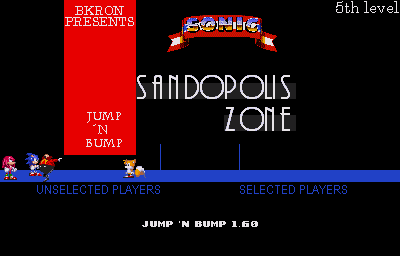 BKRON
PRESENTS
SONIC
5th level
SANDOPOLIS
ZONE
JUMP
´N
BUMP
UNSELECTED PLAYERS
SELECTED PLAYERS
JUMP 'N BUMP 1.60